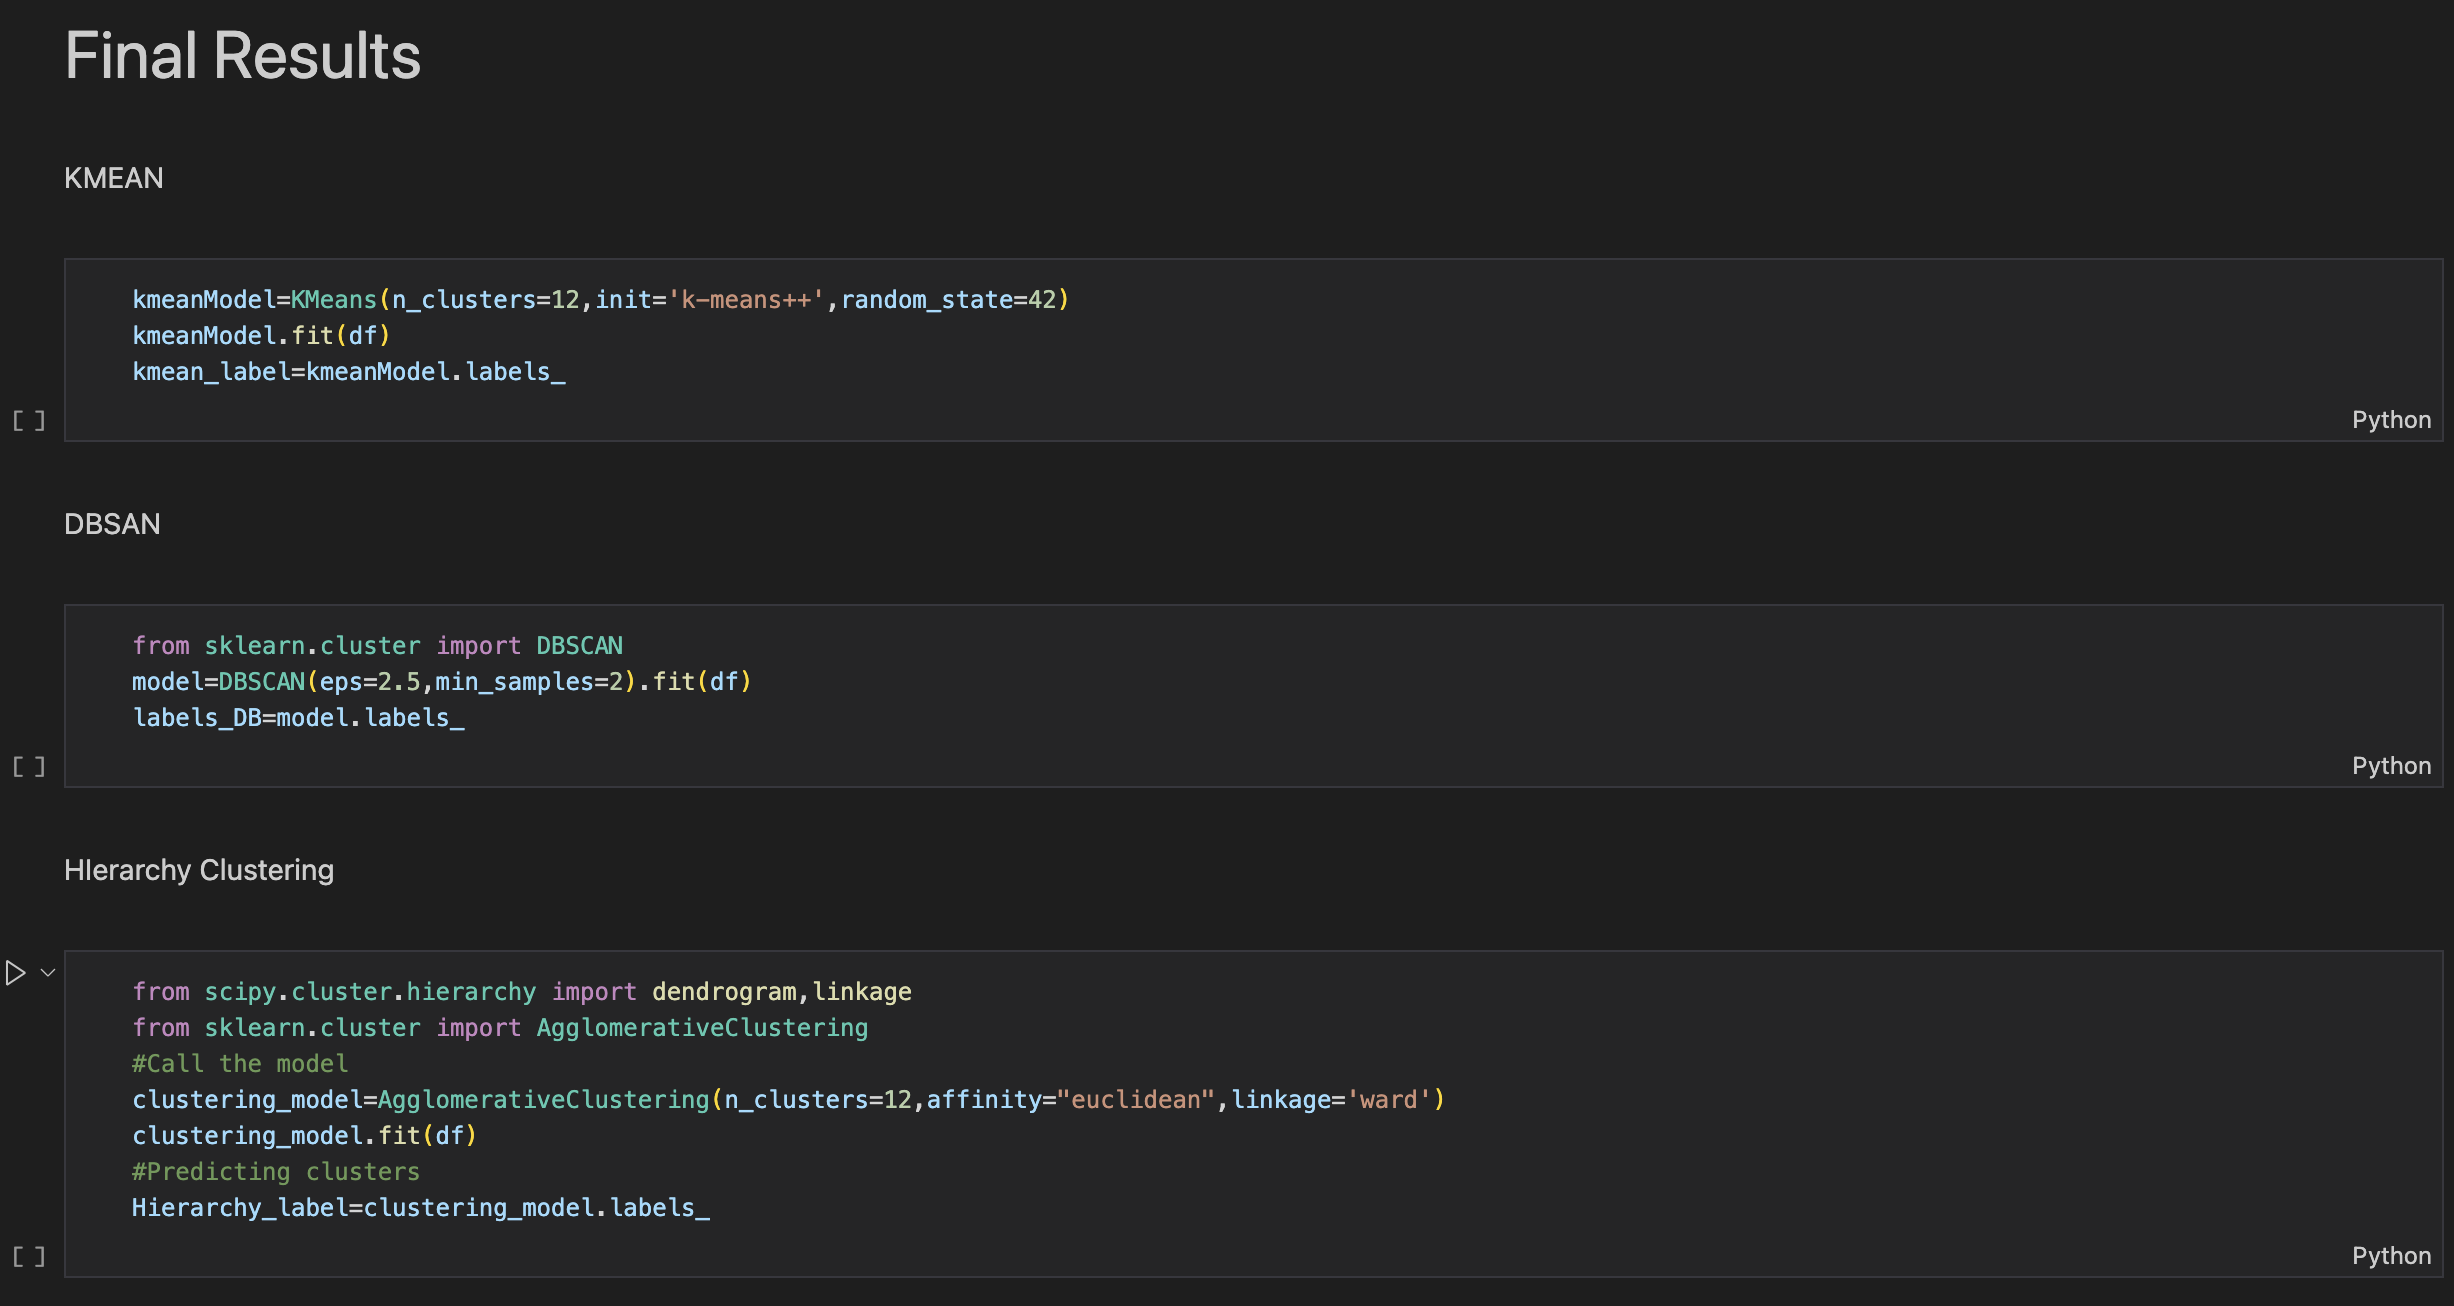 Final Results
KMEAN
kmeanModel=KMeans(n_clusters=12,init='k-means++',random_state=42)
kmeanModel.fit(df)
kmean_label=kmeanModel.labels_
[ ]
Python
DBSAN
from sklearn.cluster import DBSCAN
model=DBSCAN(eps=2.5,min_samples=2).fit(df)
labels_DB=model.labels_
[ ]
Python
HIerarchy Clustering
from scipy.cluster.hierarchy import dendrogram,linkage
from sklearn.cluster import AgglomerativeClustering
#Call the model
clustering_model=AgglomerativeClustering(n_clusters=12,affinity="euclidean",linkage='ward')
clustering_model.fit(df)
#Predicting clusters
Hierarchy_label=clustering_model.labels_
[ ]
Python